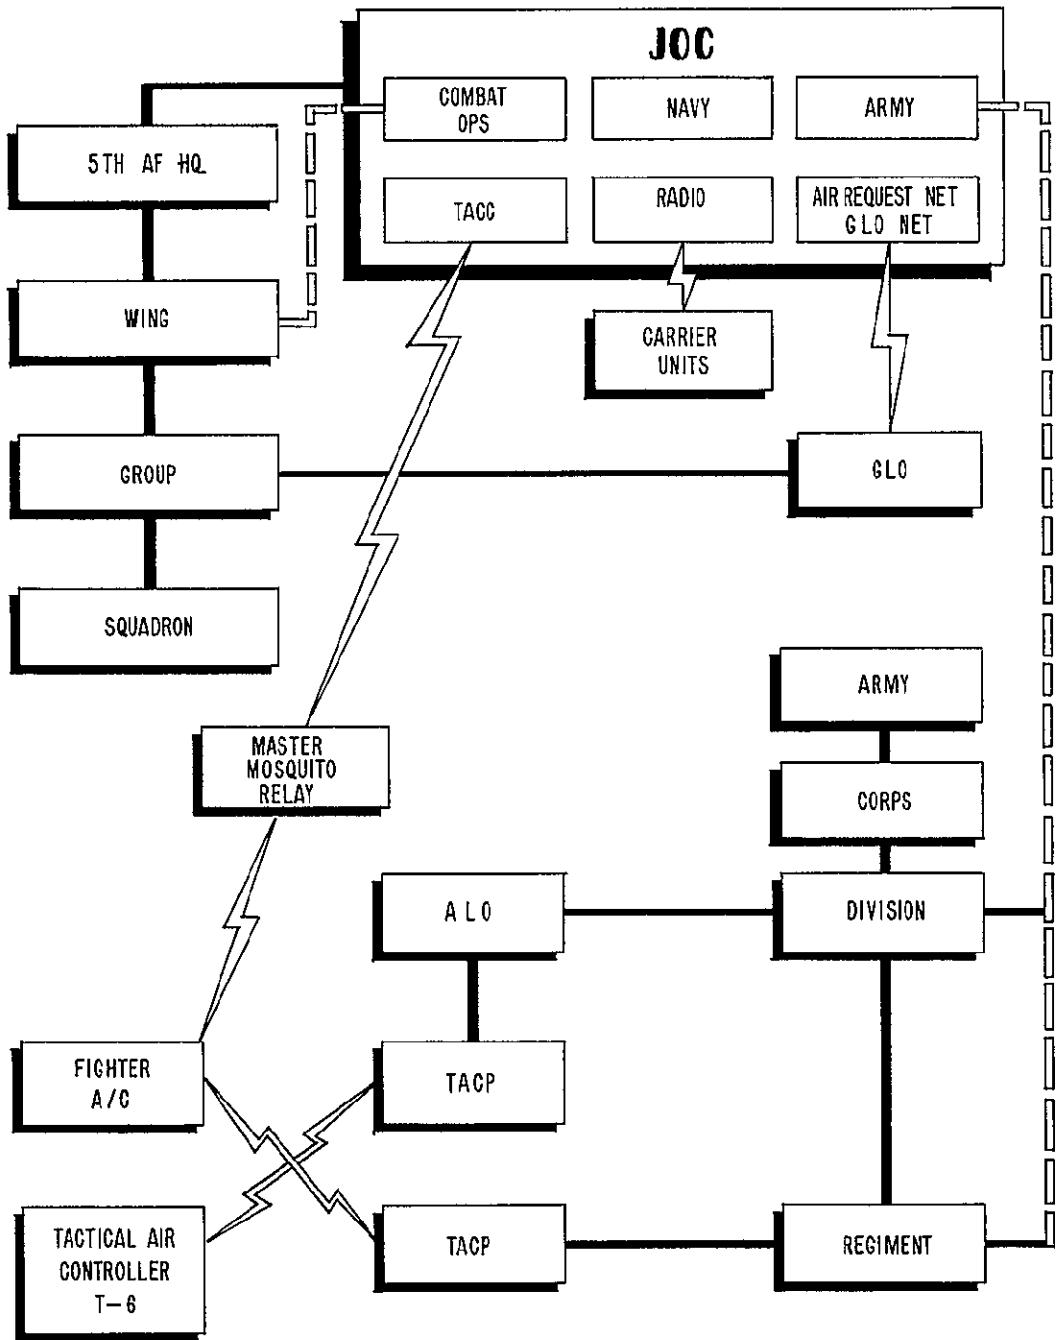 JOC
COMBAT
OPS
NAVY
ARMY
5TH AF HQ
TACC
RADIO
AIR REQUEST NET
GLO NET
WING
CARRIER
UNITS
GROUP
GLO
SQUADRON
ARMY
MASTER
MOSQUITO
RELAY
CORPS
ALO
DIVISION
FIGHTER
A/C
TACP
TACTICAL AIR
CONTROLLER
T-6
TACP
REGIMENT